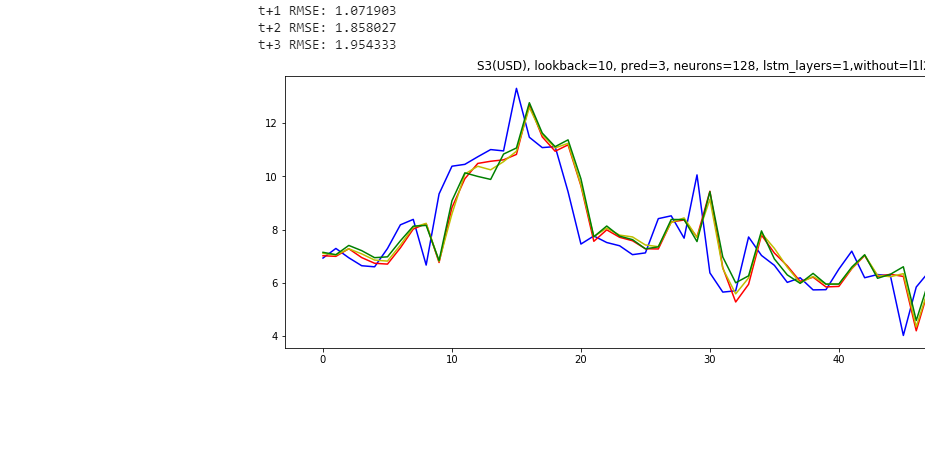 t+1 RMSE: 1.071903
t+2 RMSE: 1.858027
t+3 RMSE: 1.954333
S3(USD), lookback=10, pred=3, neurons=128, lstm_layers=1,without=l1l
12
10
8
6
4
0 10 20 30 40